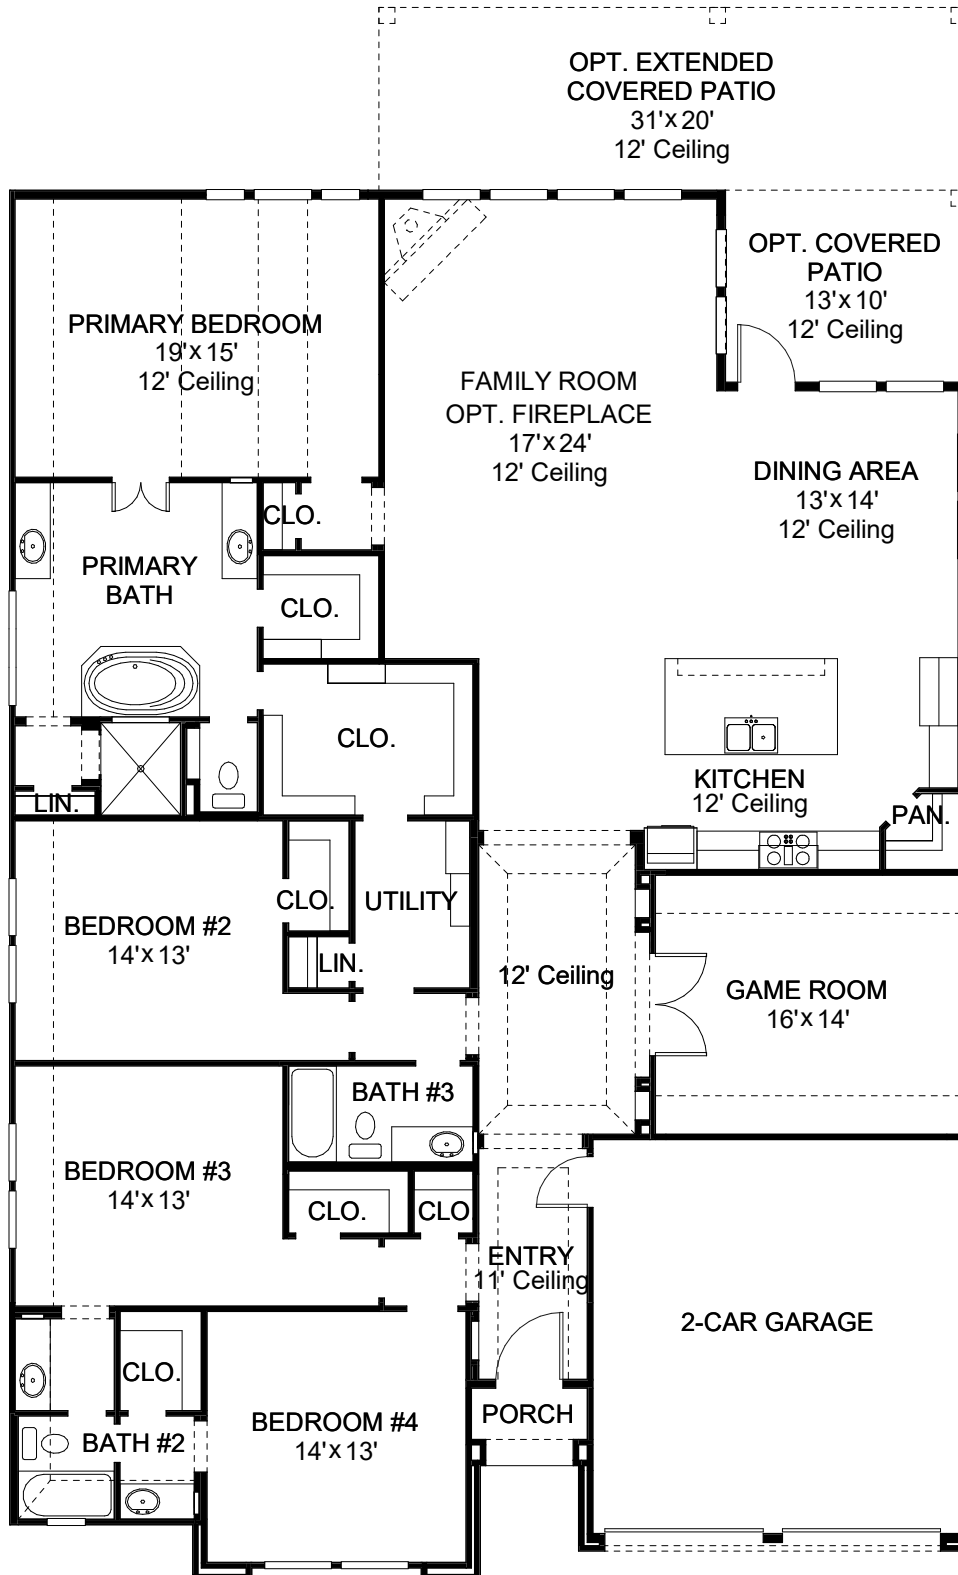 OPT. EXTENDED
COVERED PATIO
31'x 20'
12' Ceiling
OPT. COVERED
PATIO
13'x 10'
12' Ceiling
PRIMARY BEDROOM
19'x 15'
12' Ceiling
FAMILY ROOM
OPT. FIREPLACE
17'x 24'
12' Ceiling
DINING AREA
13'x 14'
12' Ceiling
CLO.
PRIMARY
BATH
CLO.
CLO.
KITCHEN
12' Ceiling
LIN.
PAN.
CLO.
UTILITY
BEDROOM #2
14'x 13'
LIN.
12' Ceiling
GAME ROOM
16'x 14'
BATH #3
BEDROOM #3
14'x 13'
CLO.
CLO
ENTRY
11' Ceiling
2-CAR GARAGE
CLO.
PORCH
BEDROOM #4
14'x 13'
BATH #2